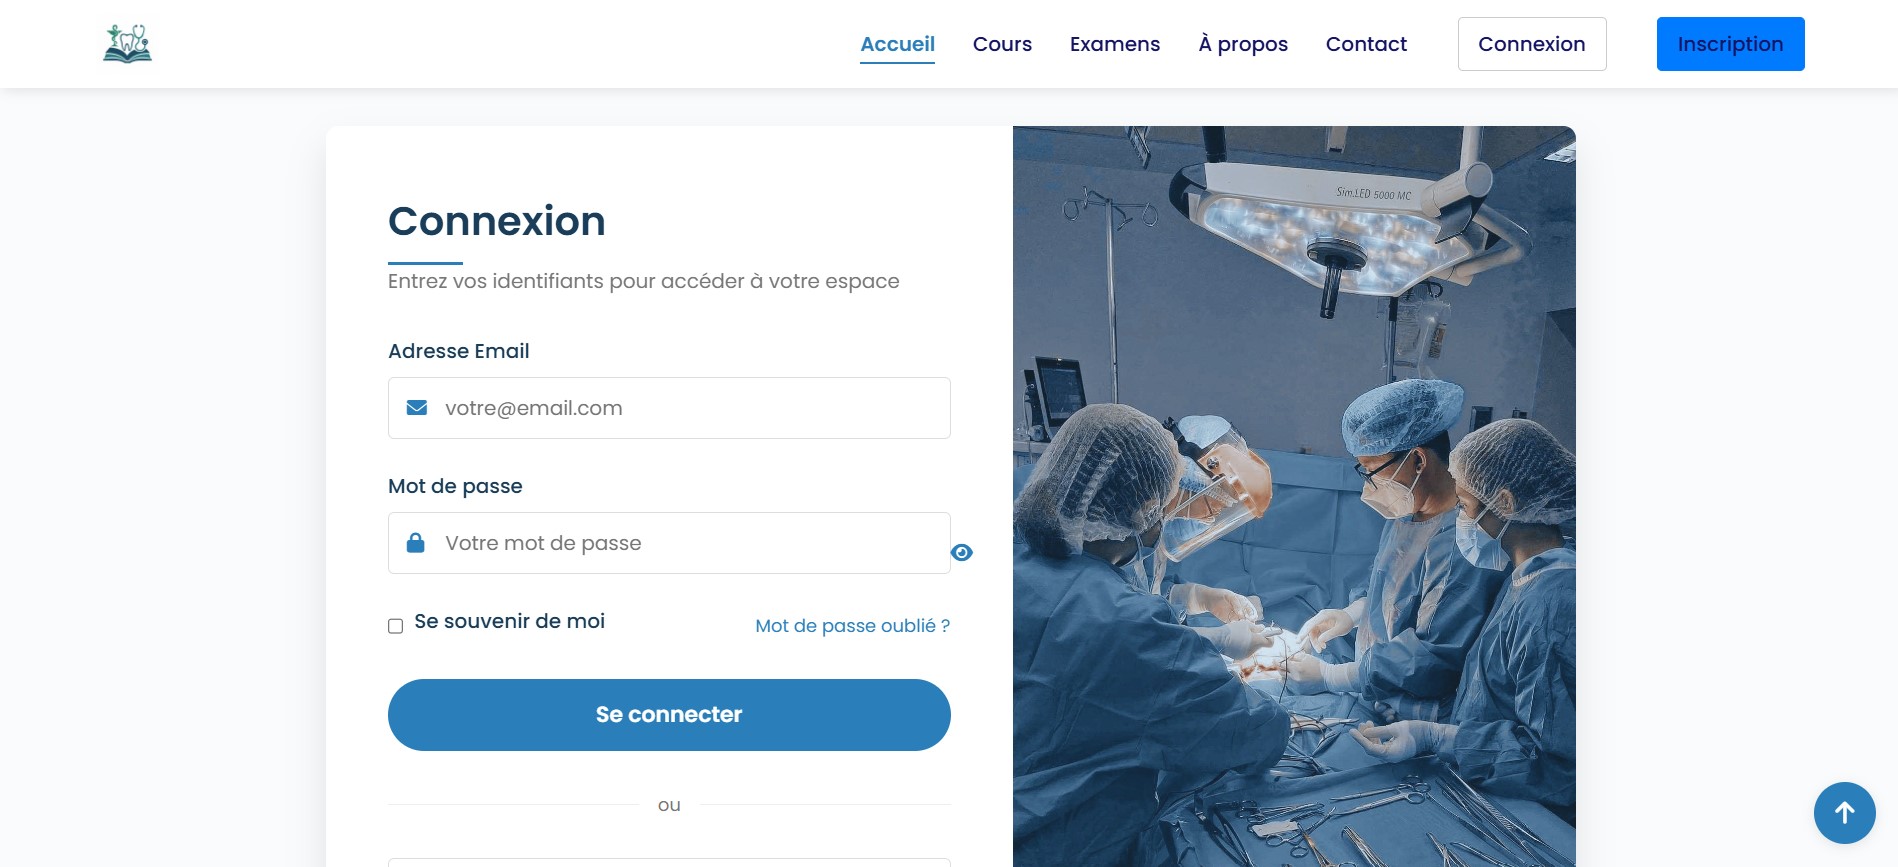 Accueil Cours Examens À propos Contact Connexion Inscription
Connexion
Entrez vos identifiants pour accéder à votre espace
Adresse Email
votre@email.com
Mot de passe
Votre mot de passe
Se souvenir de moi Mot de passe oublié ?
Se connecter
ou
Sim.LED 5000 MC